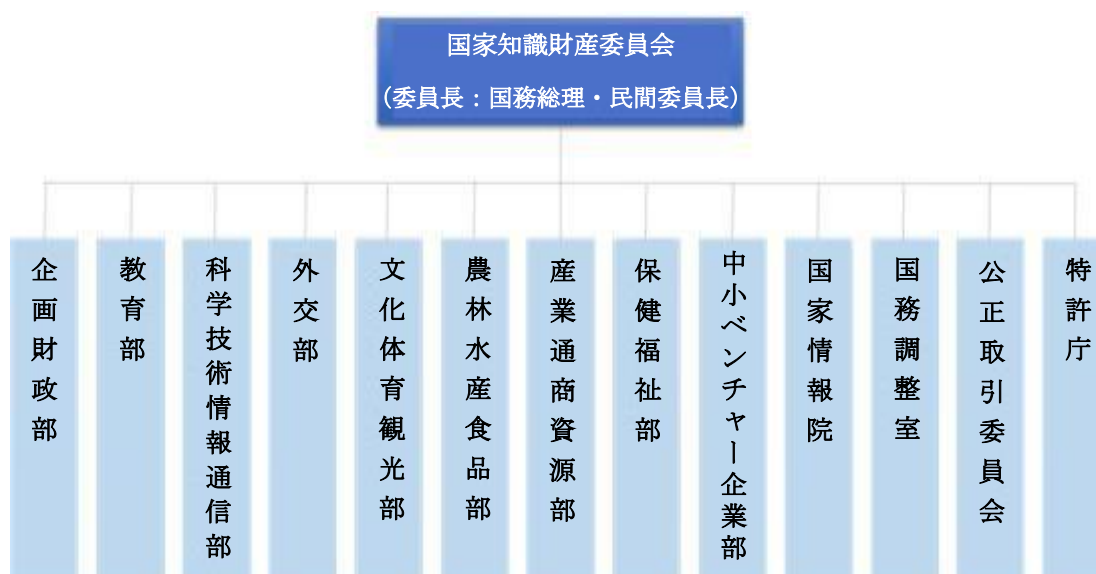 国家知識財産委員会
(委員長：国務総理・民間委員長)
企画財政部
教育部
科学技術情報通信部
外交部
文化体育観光部
農林水産食品部
産業通商資源部
保健福祉部
中小ベンチャー企業部
国家情報院
国務調整室
公正取引委員会
特許庁